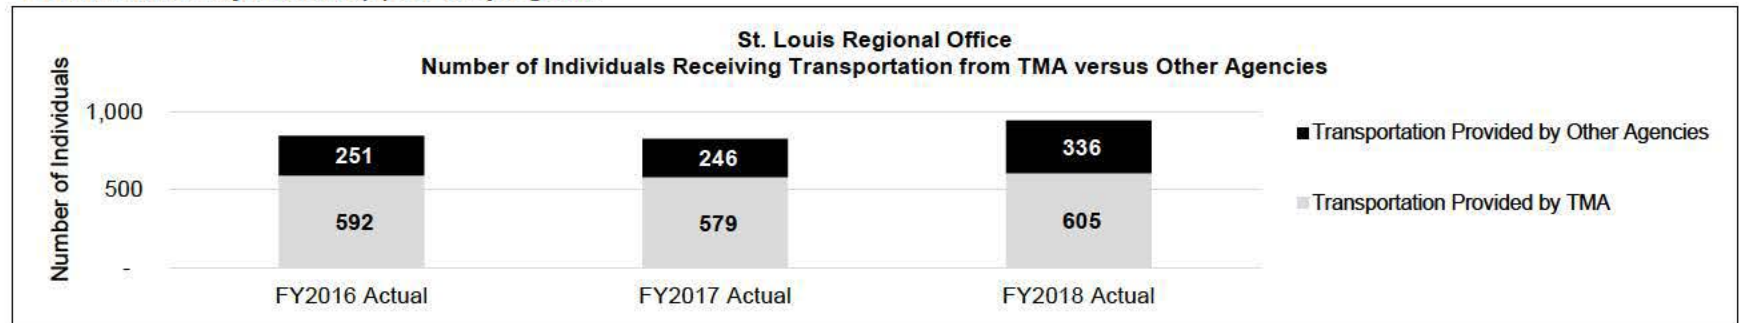 St. Louis Regional Office
Number of Individuals Receiving Transportation from TMA versus Other Agencies
Number of Individuals
1,000
500
-
251
246
336
592
579
605
FY2016 Actual
FY2017 Actual
FY2018 Actual
Transportation Provided by Other Agencies
Transportation Provided by TMA